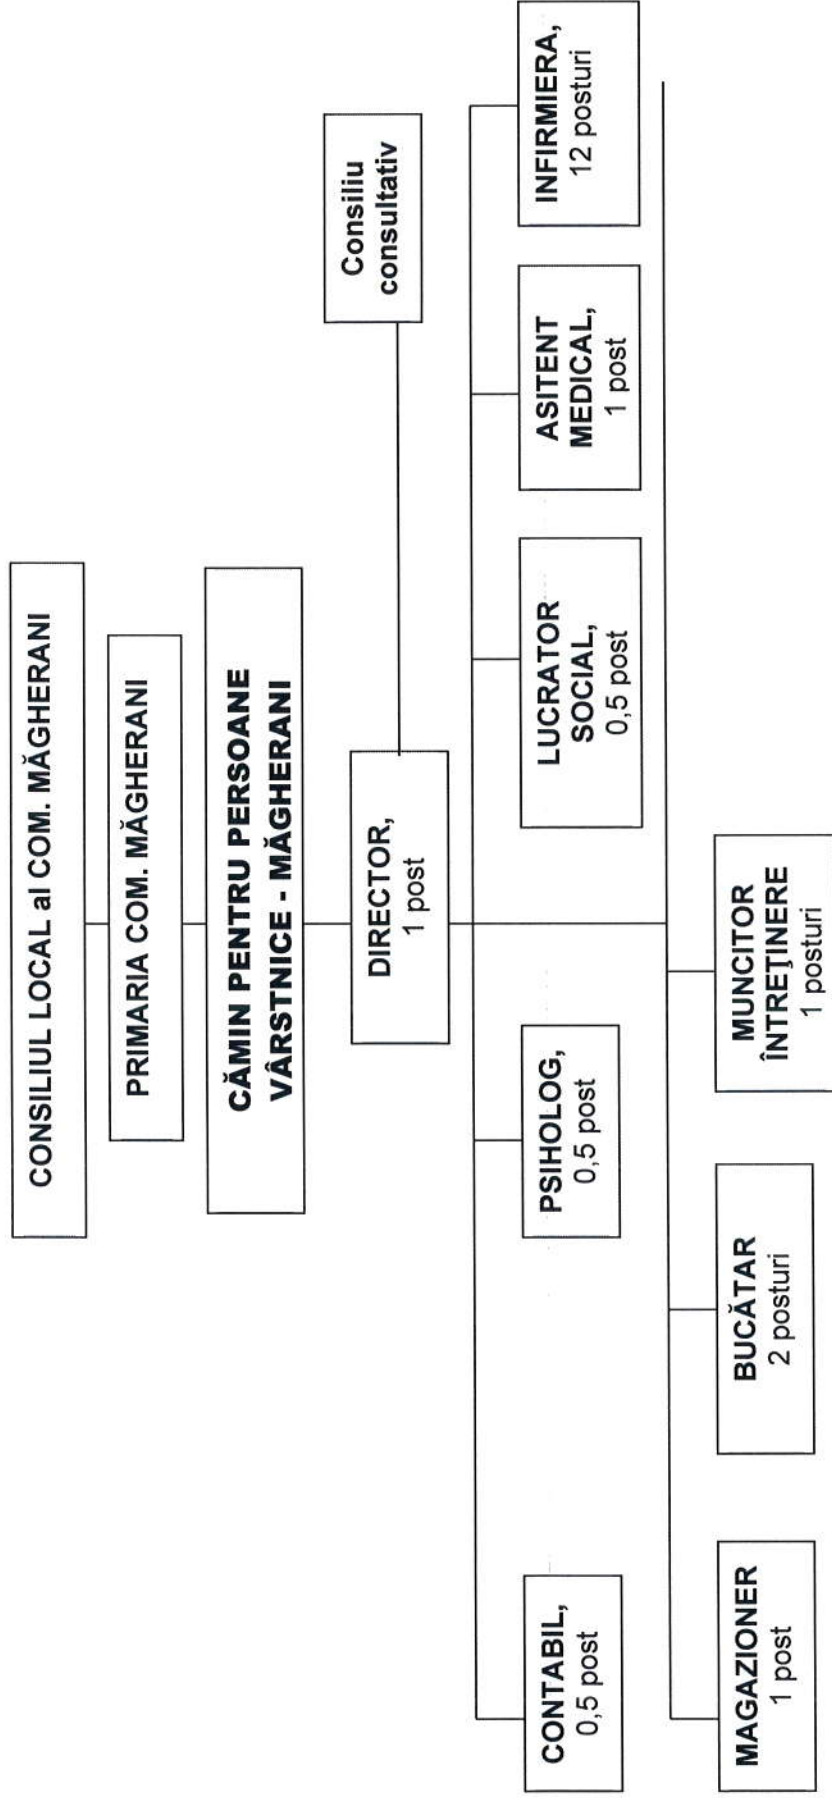 CONSILIUL LOCAL al COM. MĂGHERANI
PRIMARIA COM. MĂGHERANI
CĂMIN PENTRU PERSOANE
VÂRSTNICE - MĂGHERANI
Consiliu
consultativ
DIRECTOR,
1 post
CONTABIL,
0,5 post
PSIHOLOG,
0,5 post
LUCRATOR
SOCIAL,
0,5 post
ASITENT
MEDICAL,
1 post
INFIRMIERA,
12 posturi
MAGAZIONER
1 post
BUCĂTAR
2 posturi
MUNCITOR
ÎNTREŢINERE
1 posturi